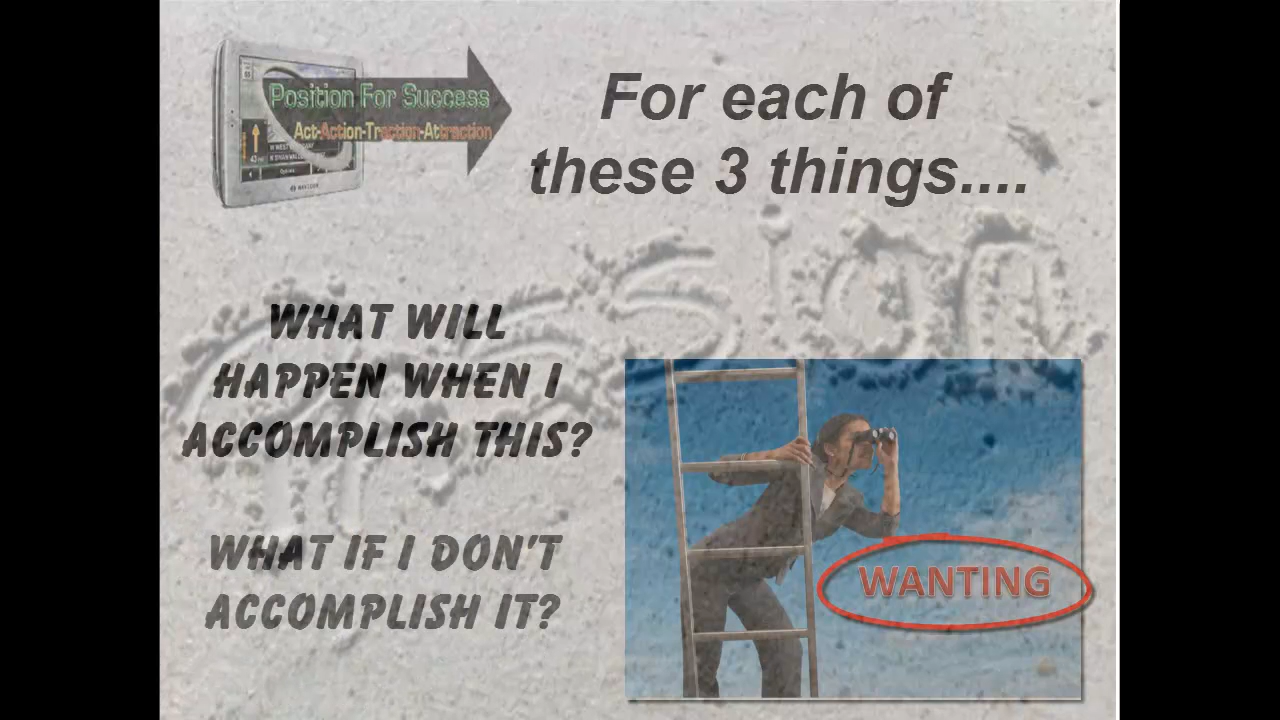 Position For Success
Act-Action-Traction-Attraction
For each of
these 3 things....
WHAT WILL
HAPPEN WHEN I
ACCOMPLISH THIS?
WHAT IF I DON'T
ACCOMPLISH IT?
WANTING